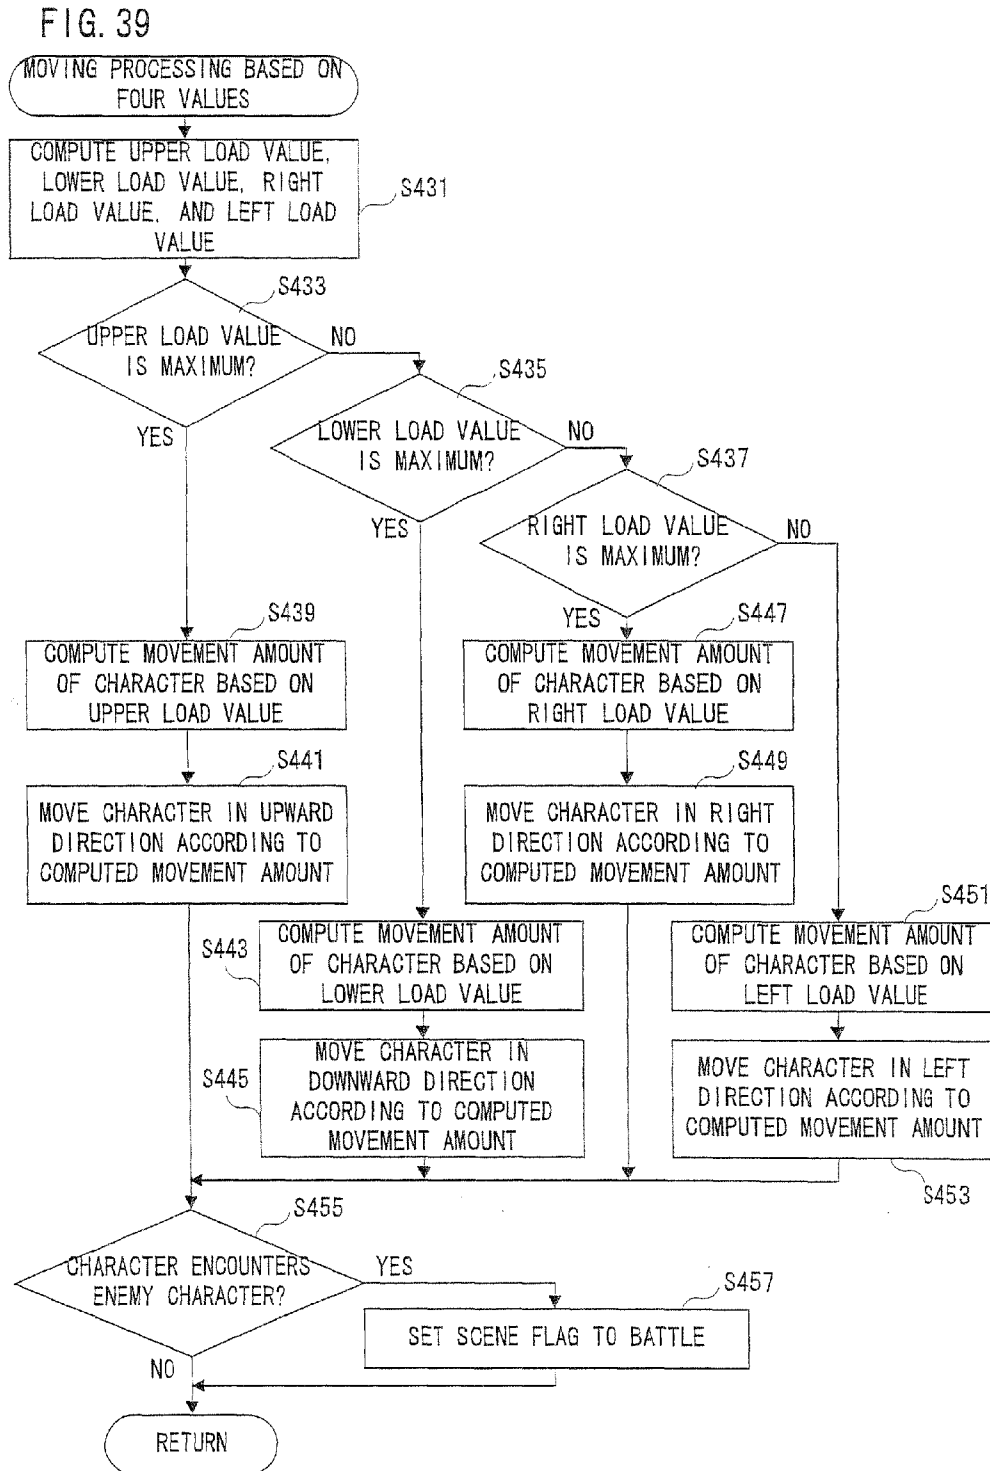 FIG. 39
MOVING PROCESSING BASED ON
FOUR VALUES
COMPUTE UPPER LOAD VALUE,
LOWER LOAD VALUE, RIGHT
LOAD VALUE, AND LEFT LOAD
VALUE
S431
S433
UPPER LOAD VALUE
IS MAXIMUM?
NO
YES
S435
LOWER LOAD VALUE
IS MAXIMUM?
NO
YES
S437
RIGHT LOAD VALUE
IS MAXIMUM?
NO
YES
S439
COMPUTE MOVEMENT AMOUNT
OF CHARACTER BASED ON
UPPER LOAD VALUE
S447
COMPUTE MOVEMENT AMOUNT
OF CHARACTER BASED ON
RIGHT LOAD VALUE
S441
MOVE CHARACTER IN UPWARD
DIRECTION ACCORDING TO
COMPUTED MOVEMENT AMOUNT
S449
MOVE CHARACTER IN RIGHT
DIRECTION ACCORDING TO
COMPUTED MOVEMENT AMOUNT
S443
COMPUTE MOVEMENT AMOUNT
OF CHARACTER BASED ON
LOWER LOAD VALUE
S451
COMPUTE MOVEMENT AMOUNT
OF CHARACTER BASED ON
LEFT LOAD VALUE
S445
MOVE CHARACTER IN
DOWNWARD DIRECTION
ACCORDING TO COMPUTED
MOVEMENT AMOUNT
MOVE CHARACTER IN LEFT
DIRECTION ACCORDING TO
COMPUTED MOVEMENT AMOUNT
S453
S455
CHARACTER ENCOUNTERS
ENEMY CHARACTER?
YES
NO
S457
SET SCENE FLAG TO BATTLE
RETURN